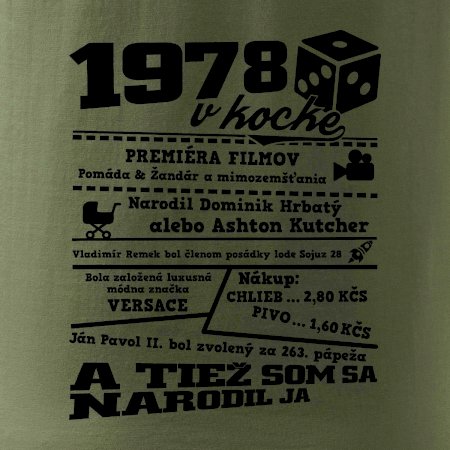 1978
v kocke
PREMIÉRA FILMOV
Pomáda & Žandár a mimozemšťania
Narodil Dominik Hrbatý
alebo Ashton Kutcher
Vladimír Remek bol členom posádky lode Sojuz 28
Bola založená luxusná
módna značka
VERSACE
Nákup:
CHLIEB ... 2,80 KČS
PIVO ... 1,60 KČS
Ján Pavol II. bol zvolený za 263. pápeža
A TIEŽ SOM SA
NARODIL JA